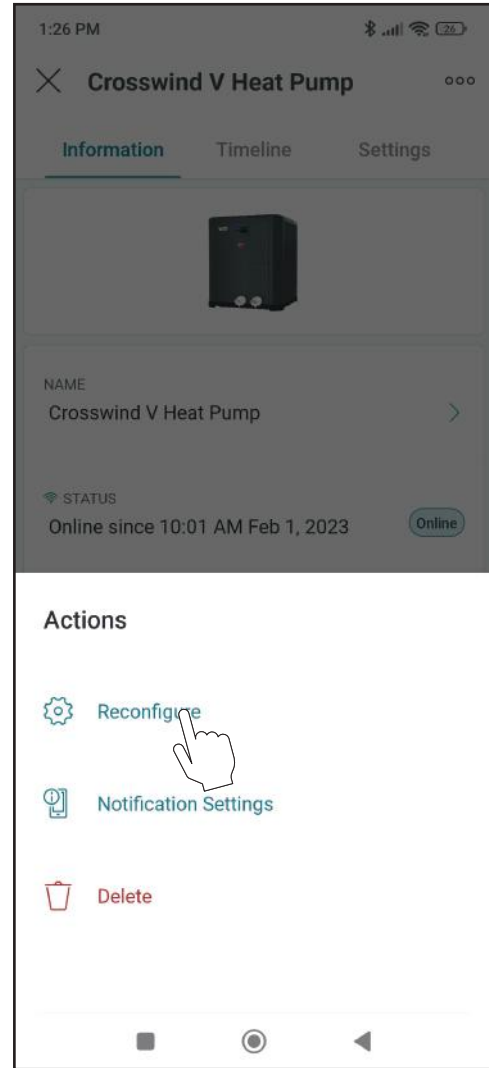 1:26 PM 26
Crosswind V Heat Pump
Information Timeline Settings
NAME
Crosswind V Heat Pump
STATUS
Online since 10:01 AM Feb 1, 2023 Online
Actions
Reconfigure
Notification Settings
Delete